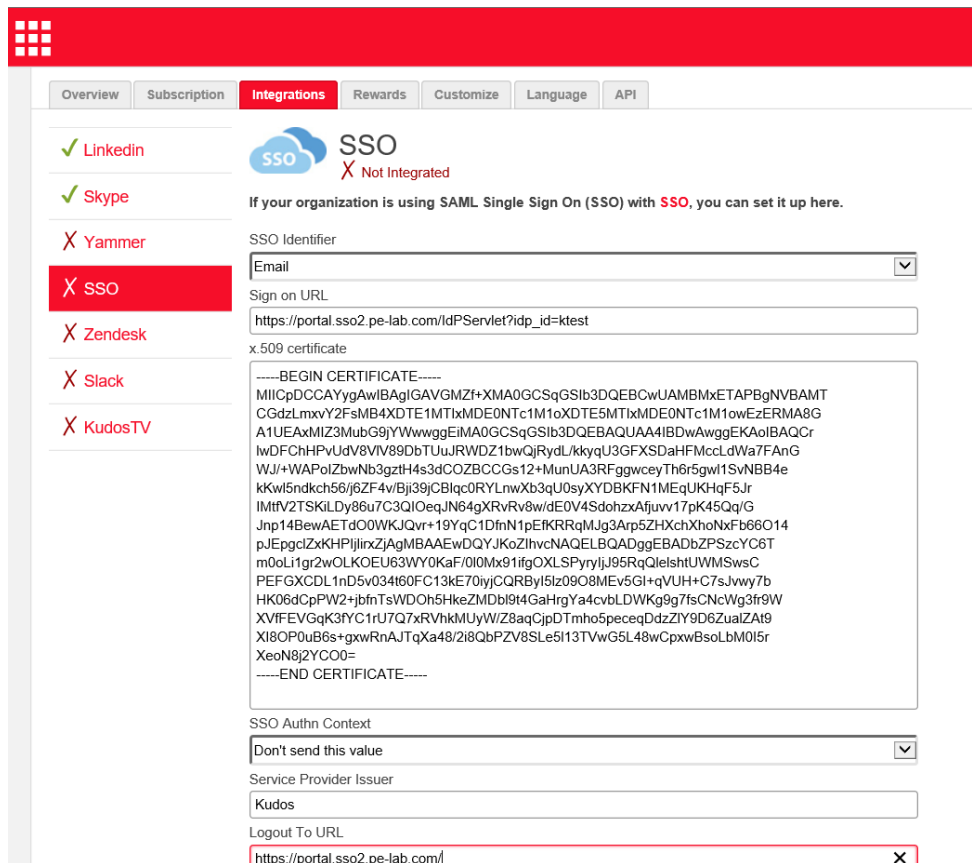 Overview Subscription Integrations Rewards Customize Language API
Linkedin
Skype
Yammer
SSO
Zendesk
Slack
KudosTV
SSO
SSO
Not Integrated
If your organization is using SAML Single Sign On (SSO) with SSO, you can set it up here.
SSO Identifier
Email
Sign on URL
https://portal.sso2.pe-lab.com/IdPServlet?idp_id=ktest
x.509 certificate
-----BEGIN CERTIFICATE-----
MIICpDCCAYygAwIBAgIGAVGMZf+XMA0GCSqGSIb3DQEBCwUAMBMxETAPBgNVBAMT
CGdzLmxvY2FsMB4XDTE1MTIxMDE0NTc1M1oXDTE5MTIxMDE0NTc1M1owEzERMA8G
A1UEAxMIZ3MubG9jYWwwggEiMA0GCSqGSIb3DQEBAQUAA4IBDwAwggEKAoIBAQCr
IwDFChHPvUdV8VlV89DbTUuJRWDZ1bwQjRydL/kkyqU3GFXSDaHFMccLdWa7FAnG
WJ/+WAPoIZbwNb3gztH4s3dCOZBCCGs12+MunUA3RFggwceyTh6r5gwl1SvNBB4e
kKwl5ndkch56/j6ZF4v/Bji39jCBlqc0RYLnwXb3qU0syXYDBKFN1MEqUKHqF5Jr
IMtfV2TSKiLDy86u7C3QIOeqJN64gXRvRv8w/dE0V4SdohzxAfjuvv17pK45Qq/G
Jnp14BewAETdO0WKJQvr+19YqC1DfnN1pEfKRRqMJg3Arp5ZHXchXhoNxFb66O14
pJEpgclZxKHPIjlirxZjAgMBAAEwDQYJKoZIhvcNAQELBQADggEBADbZPSzcYC6T
m0oLi1gr2wOLKOEU63WY0KaF/0l0Mx91ifgOXLSPyryIjJ95RqQlelshtUWMSwsC
PEFGXCDL1nD5v034t60FC13kE70iyjCQRByI5lz09O8MEv5GI+qVUH+C7sJvwy7b
HK06dCpPW2+jbfnTsWDOh5HkeZMDbl9t4GaHrgYa4cvbLDWKg9g7fsCNcWg3fr9W
XVfFEVGqK3fYC1rU7Q7xRVhkMUyW/Z8aqCjpDTmho5peceqDdzZlY9D6ZualZAt9
XI8OP0uB6s+gxwRnAJTqXa48/2i8QbPZV8SLe5l13TVwG5L48wCpxwBsoLbM0I5r
XeoN8j2YCO0=
-----END CERTIFICATE-----
SSO Authn Context
Don't send this value
Service Provider Issuer
Kudos
Logout To URL
https://portal.sso2.pe-lab.com/